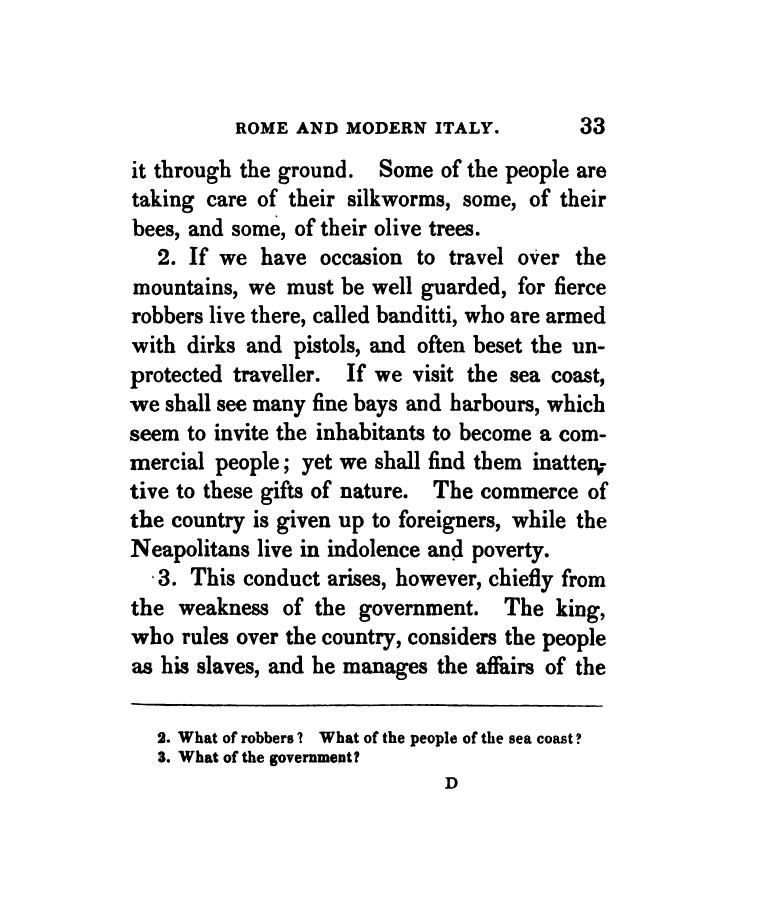 ROME AND MODERN ITALY. 33
it through the ground. Some of the people are
taking care of their silkworms, some, of their
bees, and some, of their olive trees.
2. If we have occasion to travel over the
mountains, we must be well guarded, for fierce
robbers live there, called banditti, who are armed
with dirks and pistols, and often beset the un-
protected traveller. If we visit the sea coast,
we shall see many fine bays and harbours, which
seem to invite the inhabitants to become a com-
mercial people; yet we shall find them inatten-
tive to these gifts of nature. The commerce of
the country is given up to foreigners, while the
Neapolitans live in indolence and poverty.
3. This conduct arises, however, chiefly from
the weakness of the government. The king,
who rules over the country, considers the people
as his slaves, and he manages the affairs of the
2. What of robbers? What of the people of the sea coast?
3. What of the government?
D